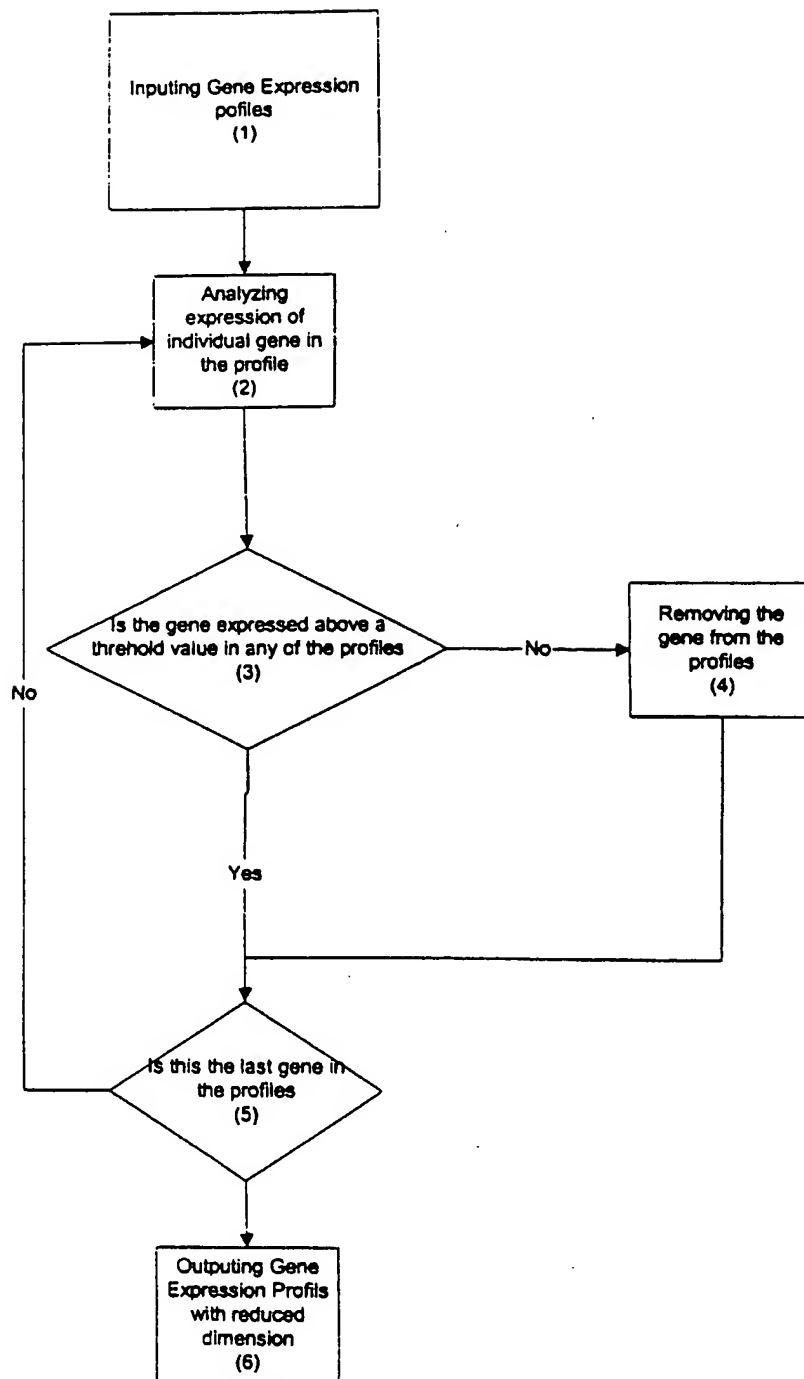 Inputing Gene Expression
pofiles
(1)
Analyzing
expression of
individual gene in
the profile
(2)
Is the gene expressed above a
threhold value in any of the profiles
(3)
No
Removing the
gene from the
profiles
(4)
No
Yes
Is this the last gene in
the profiles
(5)
Outputing Gene
Expression Profils
with reduced
dimension
(6)